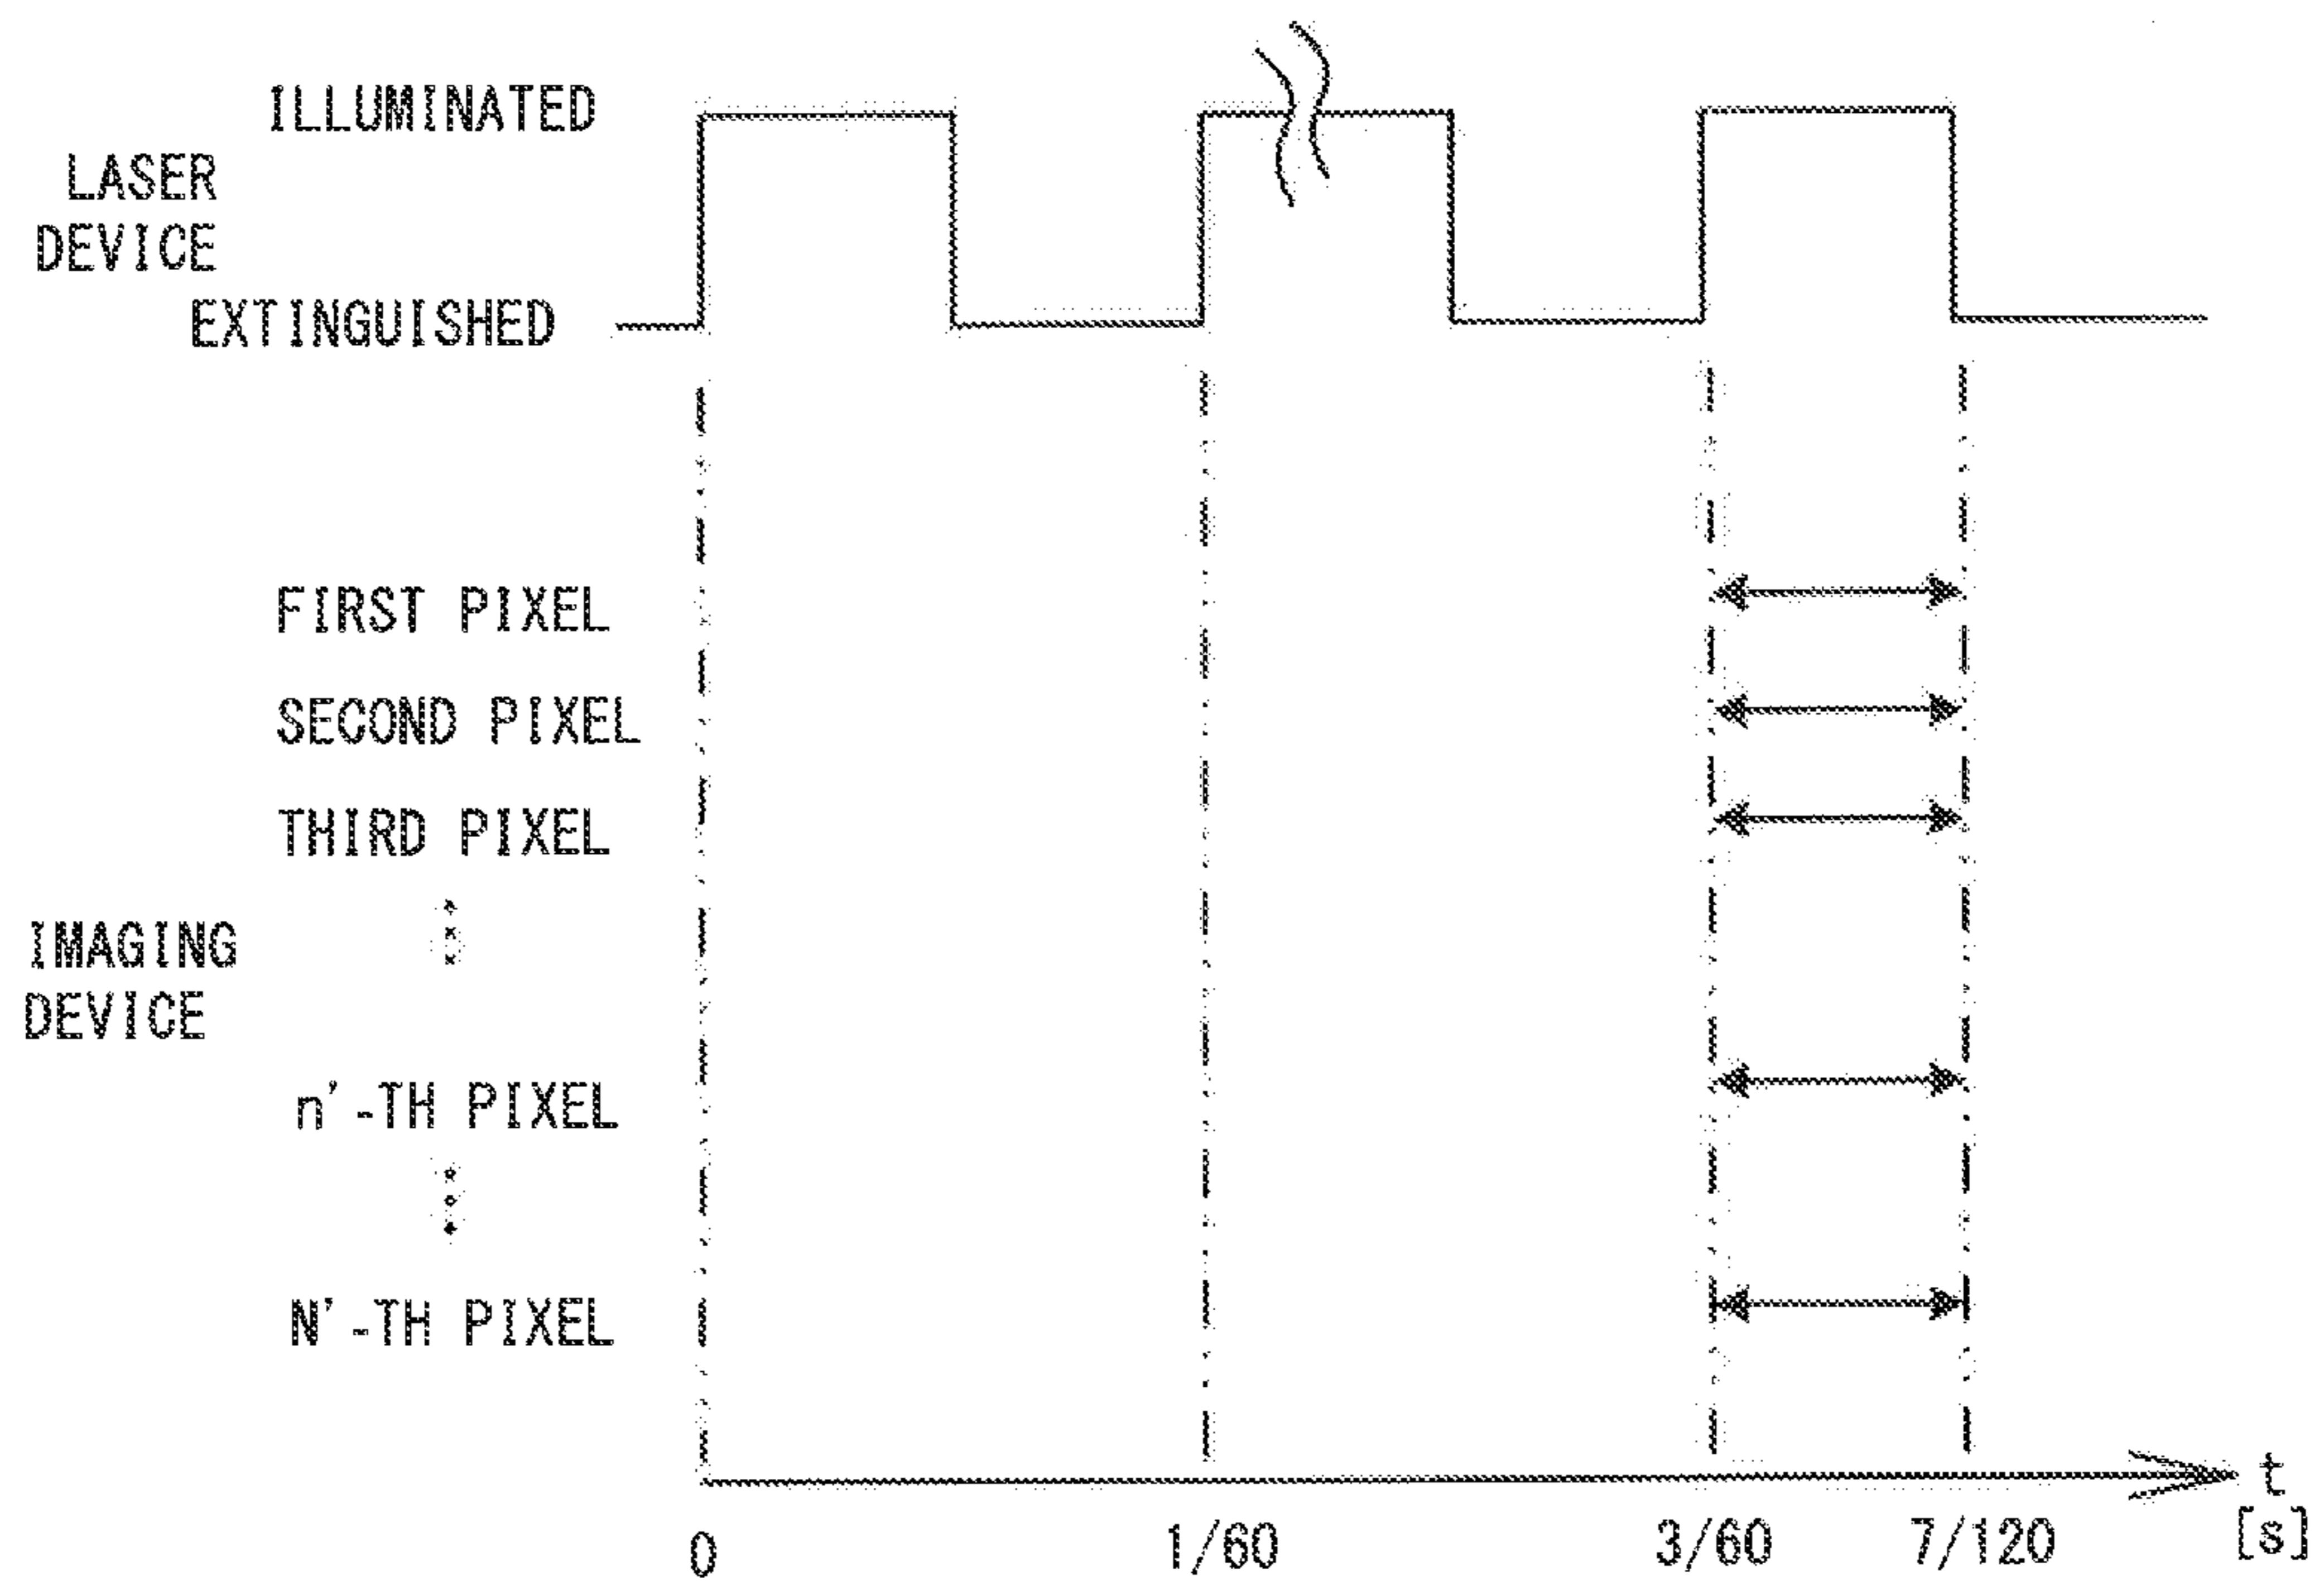 ILLUMINATED
LASER
DEVICE
EXTINGUISHED
FIRST PIXEL
SECOND PIXEL
THIRD PIXEL
IMAGING
DEVICE
n'-TH PIXEL
N'-TH PIXEL
0
1/60
3/60
7/120
t
[s]